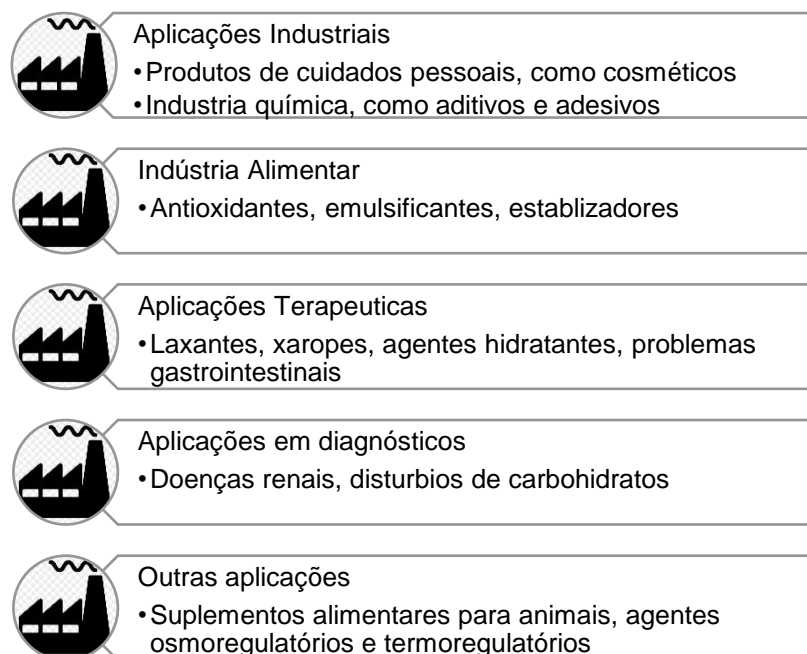 Aplicações Industriais
•Produtos de cuidados pessoais, como cosméticos
•Industria química, como aditivos e adesivos
Indústria Alimentar
•Antioxidantes, emulsificantes, establizadores
Aplicações Terapeuticas
•Laxantes, xaropes, agentes hidratantes, problemas
gastrointestinais
Aplicações em diagnósticos
•Doenças renais, disturbios de carbohidratos
Outras aplicações
•Suplementos alimentares para animais, agentes
osmoregulatórios e termoregulatórios